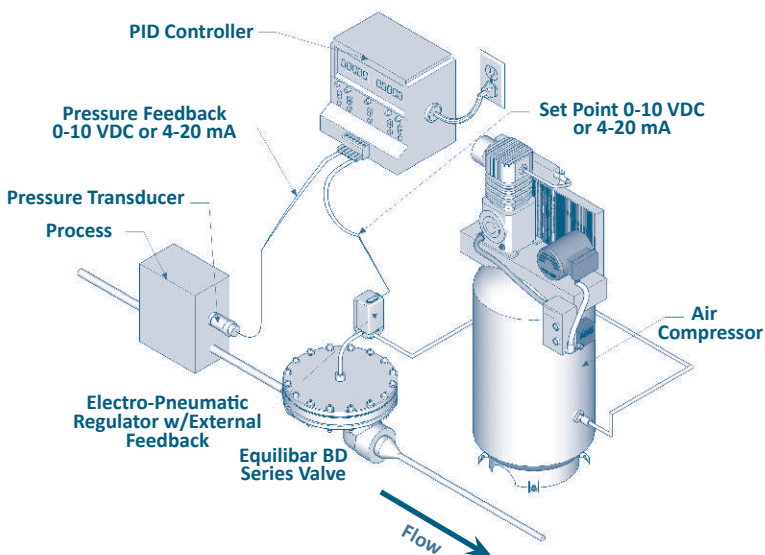 PID Controller
Pressure Feedback
0-10 VDC or 4-20 mA
Set Point 0-10 VDC
or 4-20 mA
Pressure Transducer
Process
Air
Compressor
Electro-Pneumatic
Regulator w/External
Feedback
Equilibar BD
Series Valve
Flow